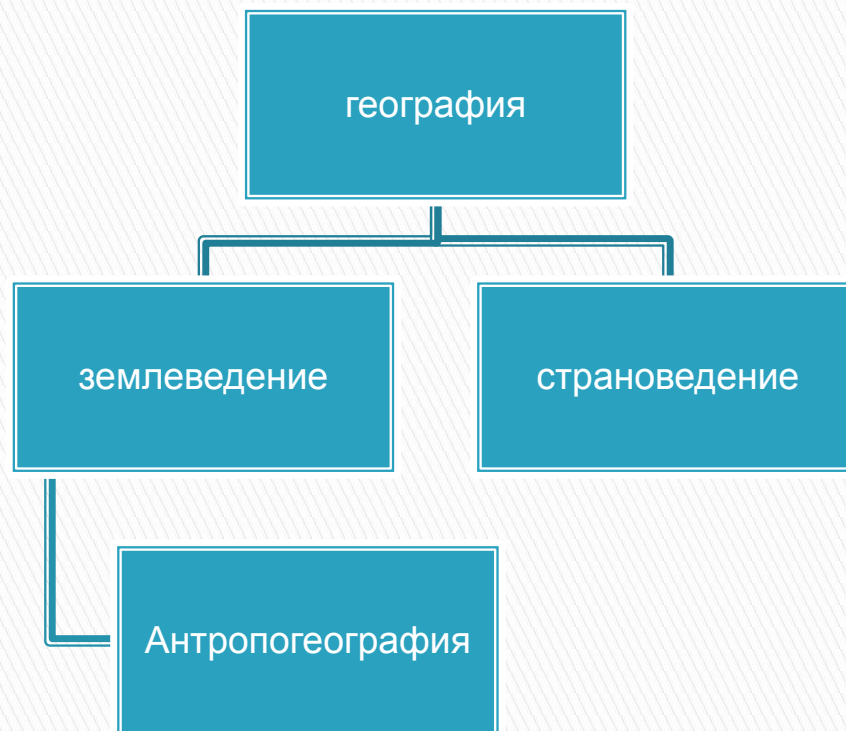 география
землеведение
страноведение
Антропогеография